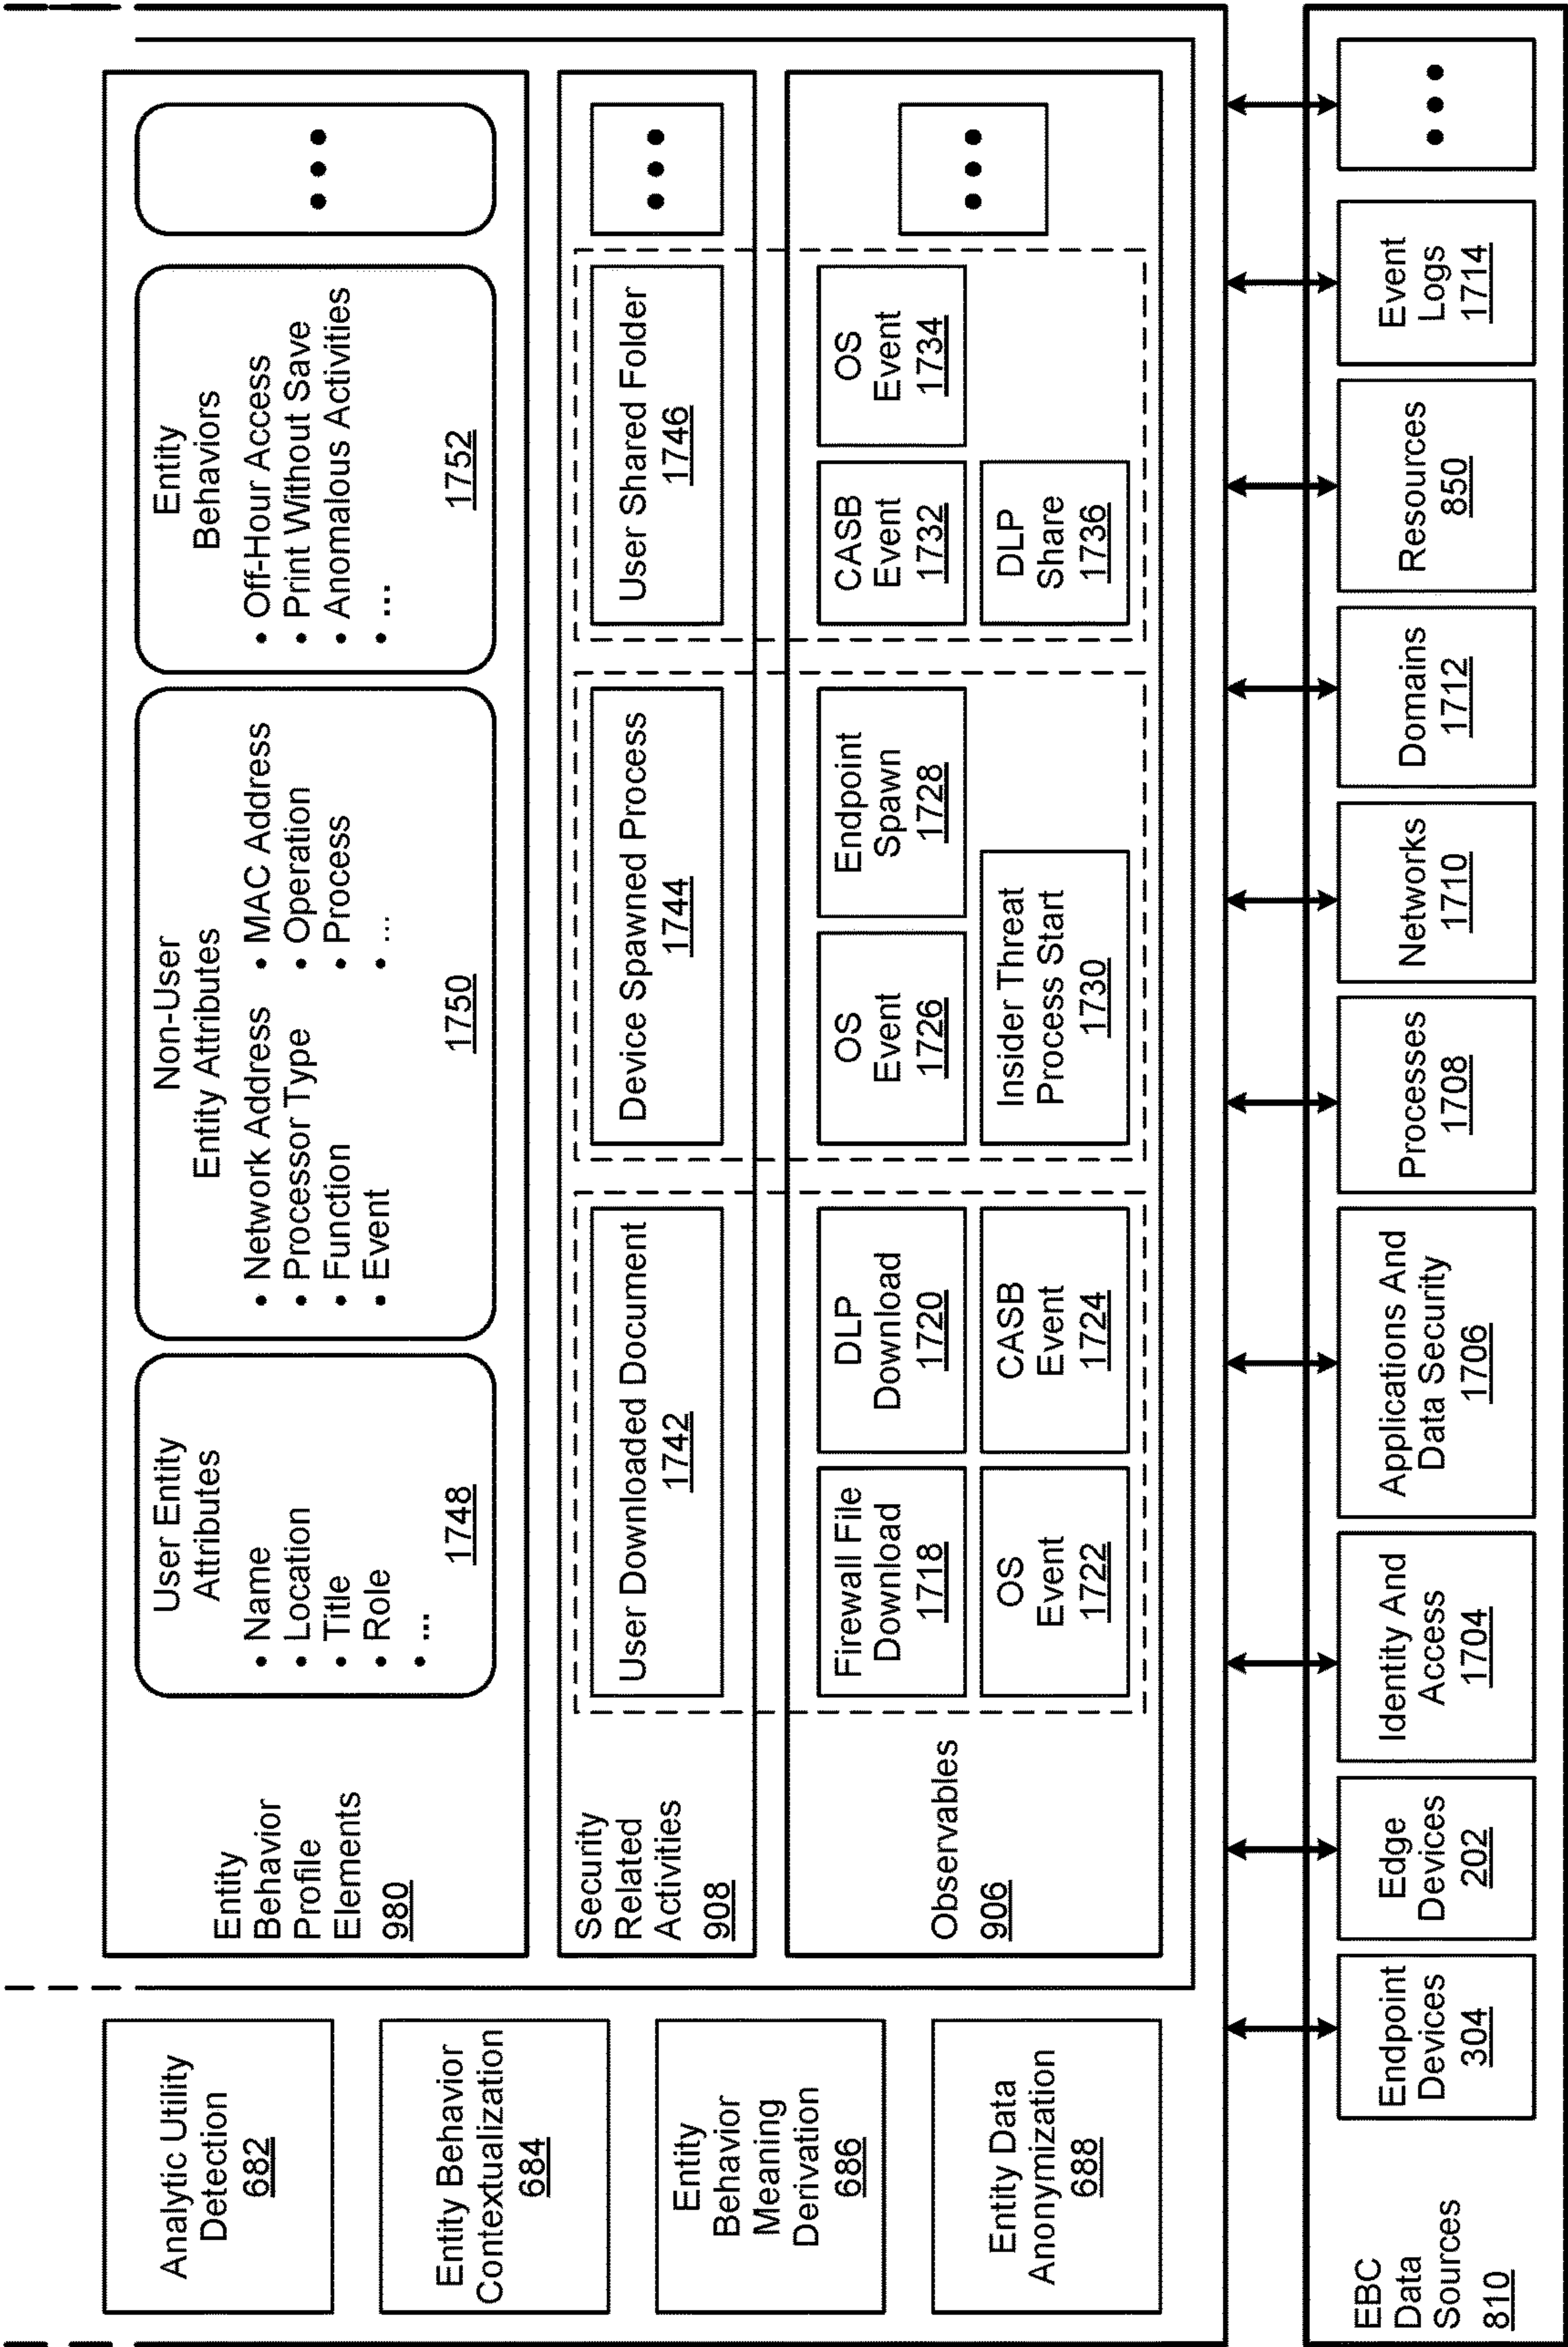 Analytic Utility
Detection
682
Entity Behavior
Contextualization
684
Entity
Behavior
Meaning
Derivation
686
Entity Data
Anonymization
688
Entity
Behavior
Profile
Elements
980
User Entity
Attributes
• Name
• Location
• Title
• Role
• ...
1748
Non-User
Entity Attributes
• Network Address
• Processor Type
• Function
• Event
• MAC Address
• Operation
• Process
• ...
1750
Entity
Behaviors
• Off-Hour Access
• Print Without Save
• Anomalous Activities
• ...
1752
• • •
Security
Related
Activities
908
User Downloaded Document
1742
Device Spawned Process
1744
User Shared Folder
1746
• • •
Observables
906
Firewall File
Download
1718
DLP
Download
1720
OS
Event
1722
CASB
Event
1724
OS
Event
1726
Endpoint
Spawn
1728
Insider Threat
Process Start
1730
CASB
Event
1732
OS
Event
1734
DLP
Share
1736
• • •
EBC
Data
Sources
810
Endpoint
Devices
304
Edge
Devices
202
Identity And
Access
1704
Applications And
Data Security
1706
Processes
1708
Networks
1710
Domains
1712
Resources
850
Event
Logs
1714
• • •